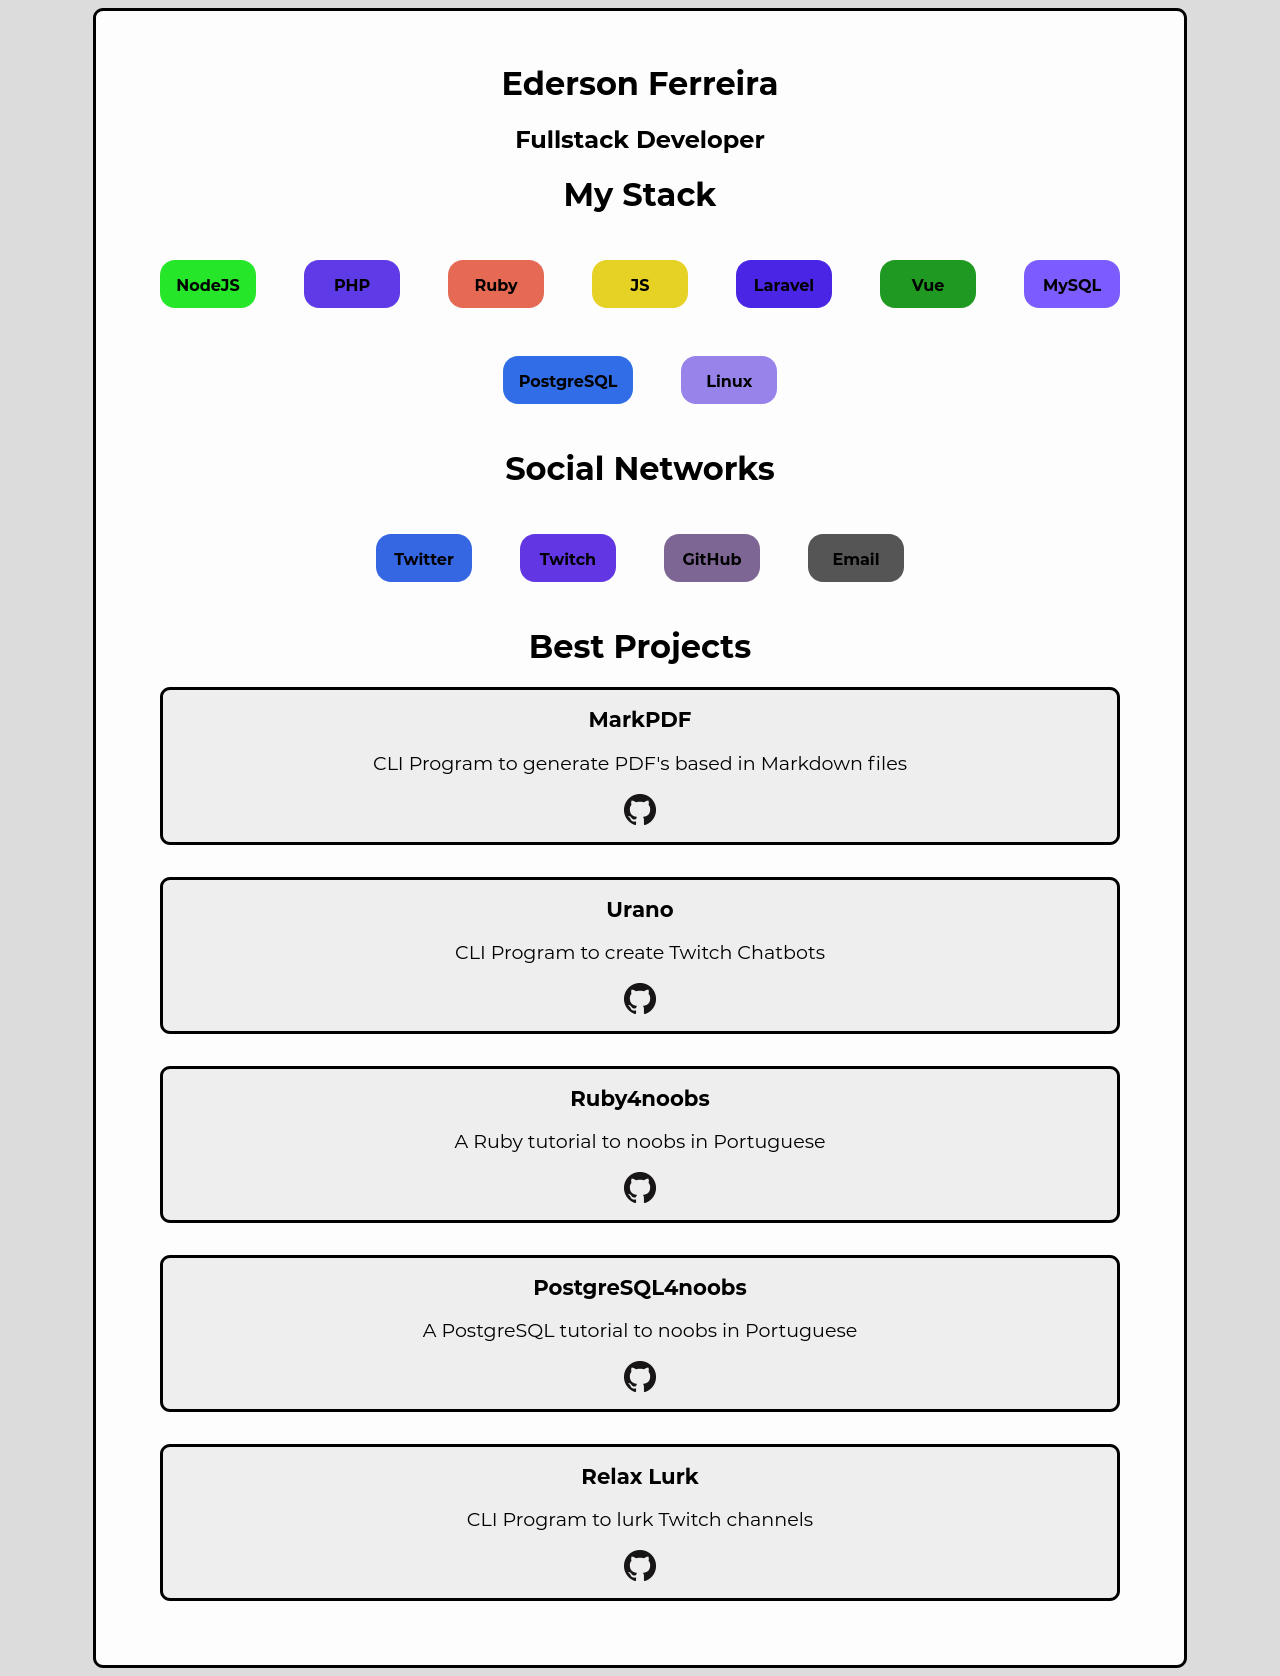 Ederson Ferreira
Fullstack Developer
My Stack
NodeJS PHP Ruby JS Laravel Vue MySQL
PostgreSQL Linux
Social Networks
Twitter Twitch GitHub Email
Best Projects
MarkPDF
CLI Program to generate PDF's based in Markdown files
Urano
CLI Program to create Twitch Chatbots
Ruby4noobs
A Ruby tutorial to noobs in Portuguese
PostgreSQL4noobs
A PostgreSQL tutorial to noobs in Portuguese
Relax Lurk
CLI Program to lurk Twitch channels